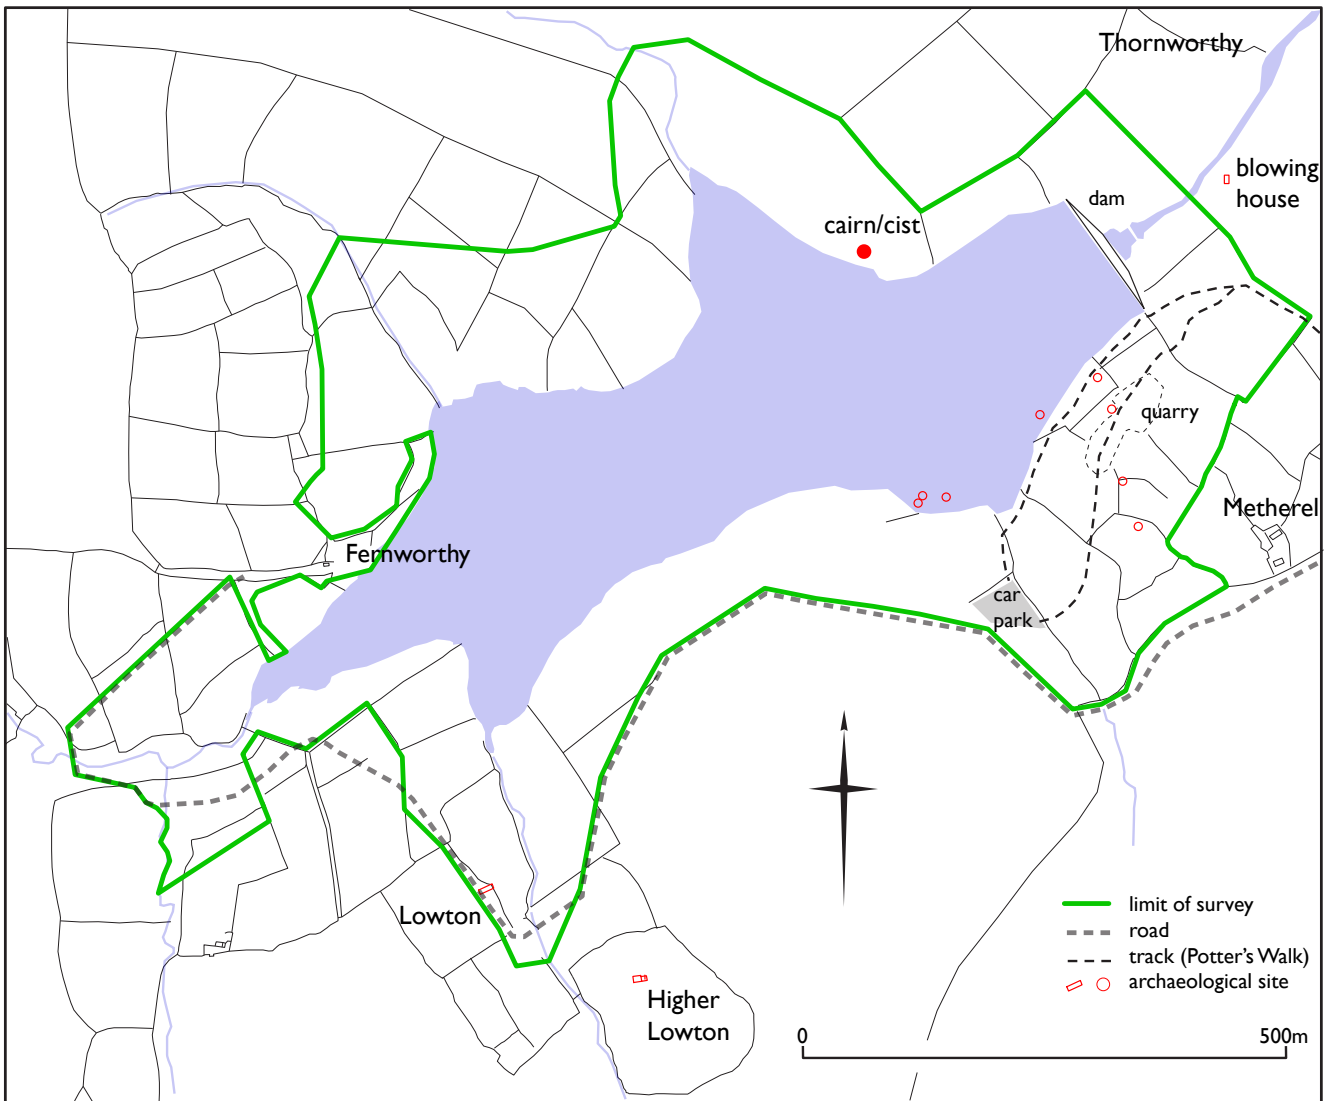 Thornworthy
blowing
house
dam
cairn/cist
quarry
Metherel
Fernworthy
car
park
Lowton
Higher
Lowton
limit of survey
road
track (Potter's Walk)
archaeological site
0
500m